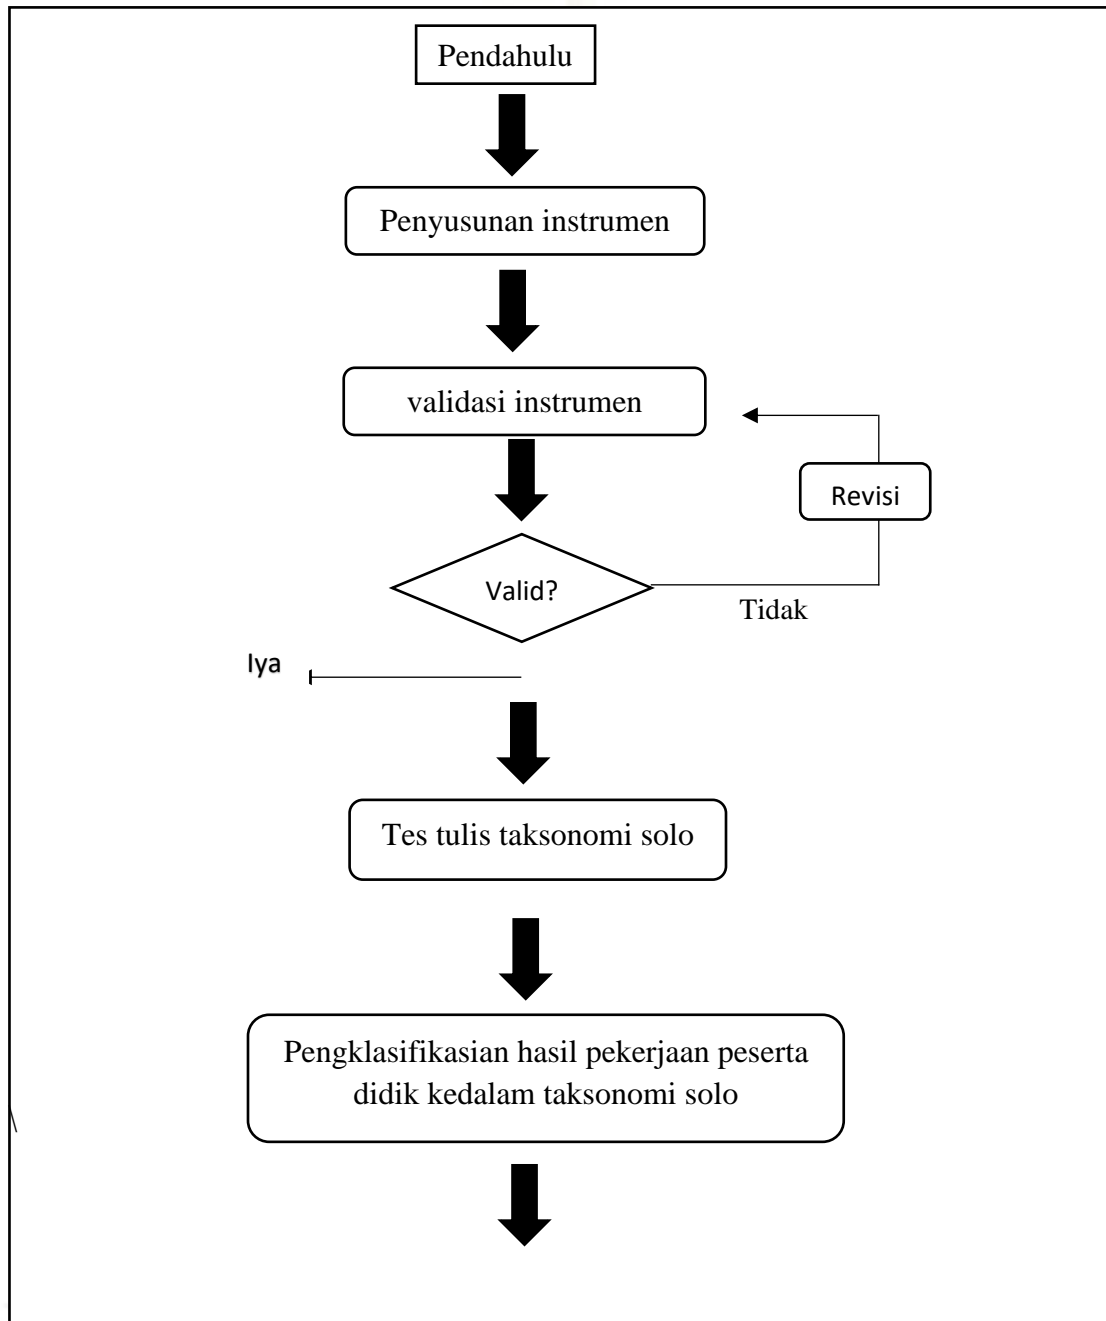 Pendahulu
Penyusunan instrumen
validasi instrumen
Revisi
Valid?
Tidak
Iya
Tes tulis taksonomi solo
Pengklasifikasian hasil pekerjaan peserta
didik kedalam taksonomi solo